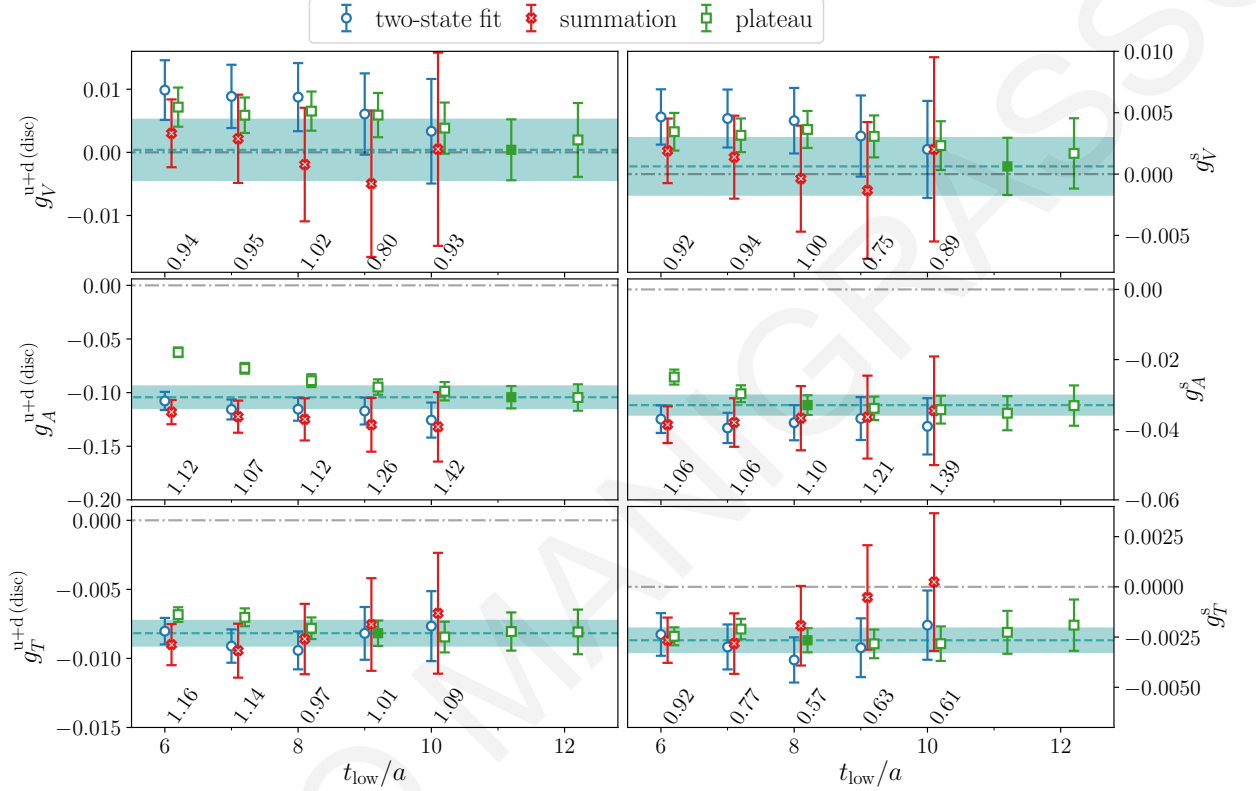 two-state fit summation plateau
0.01
0.00
−0.01
g_V^{u+d (disc)}
0.94 0.95 1.02 0.80 0.93
0.010
0.005
0.000
−0.005
g_V^s
0.92 0.94 1.00 0.75 0.89
0.00
−0.05
−0.10
−0.15
−0.20
g_A^{u+d (disc)}
1.12 1.07 1.12 1.26 1.42
0.00
−0.02
−0.04
−0.06
g_A^s
1.06 1.06 1.10 1.21 1.39
0.000
−0.005
−0.010
−0.015
g_T^{u+d (disc)}
1.16 1.14 0.97 1.01 1.09
0.0025
0.0000
−0.0025
−0.0050
g_T^s
0.92 0.77 0.57 0.63 0.61
6 8 10 12
t_low/a
6 8 10 12
t_low/a
MANIGRASSO